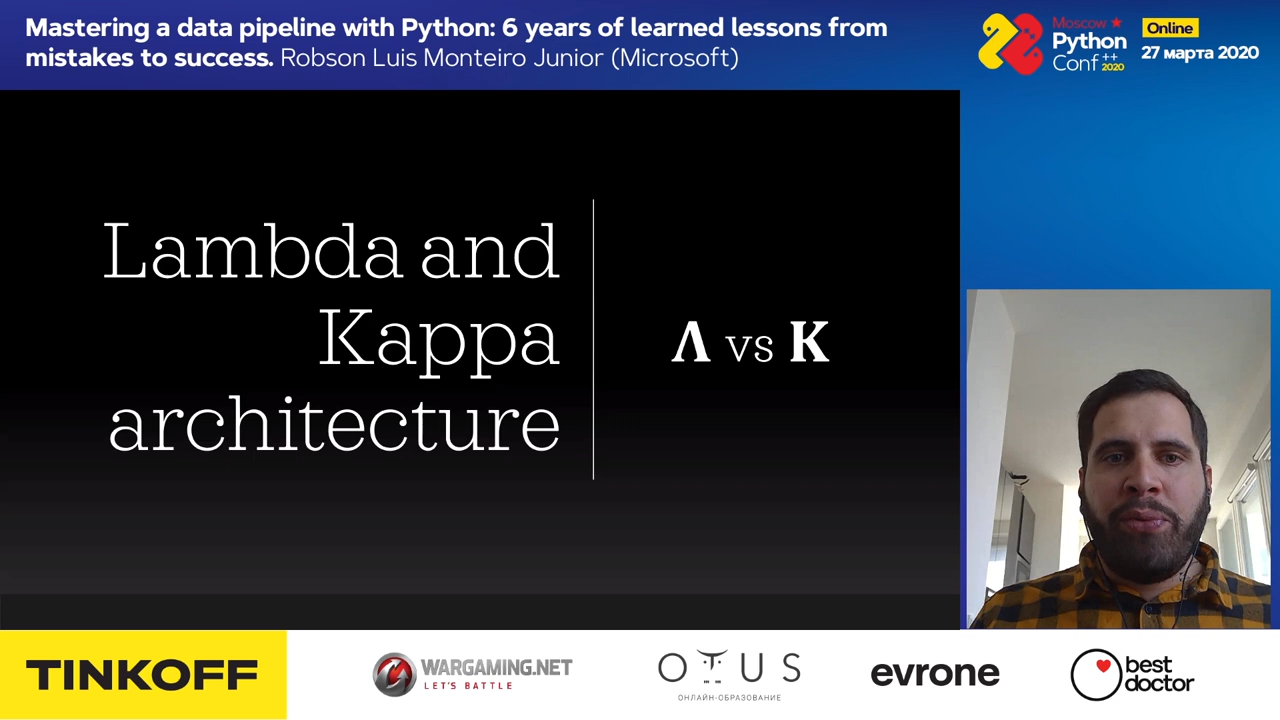 Mastering a data pipeline with Python: 6 years of learned lessons from
mistakes to success. Robson Luis Monteiro Junior (Microsoft)
Moscow
Python
Conf ++
2020
Online
27 марта 2020
Lambda and
Kappa
architecture
Λ vs K
TINKOFF
WARGAMING.NET
LET'S BATTLE
OTUS
ОНЛАЙН-ОБРАЗОВАНИЕ
evrone
best
doctor